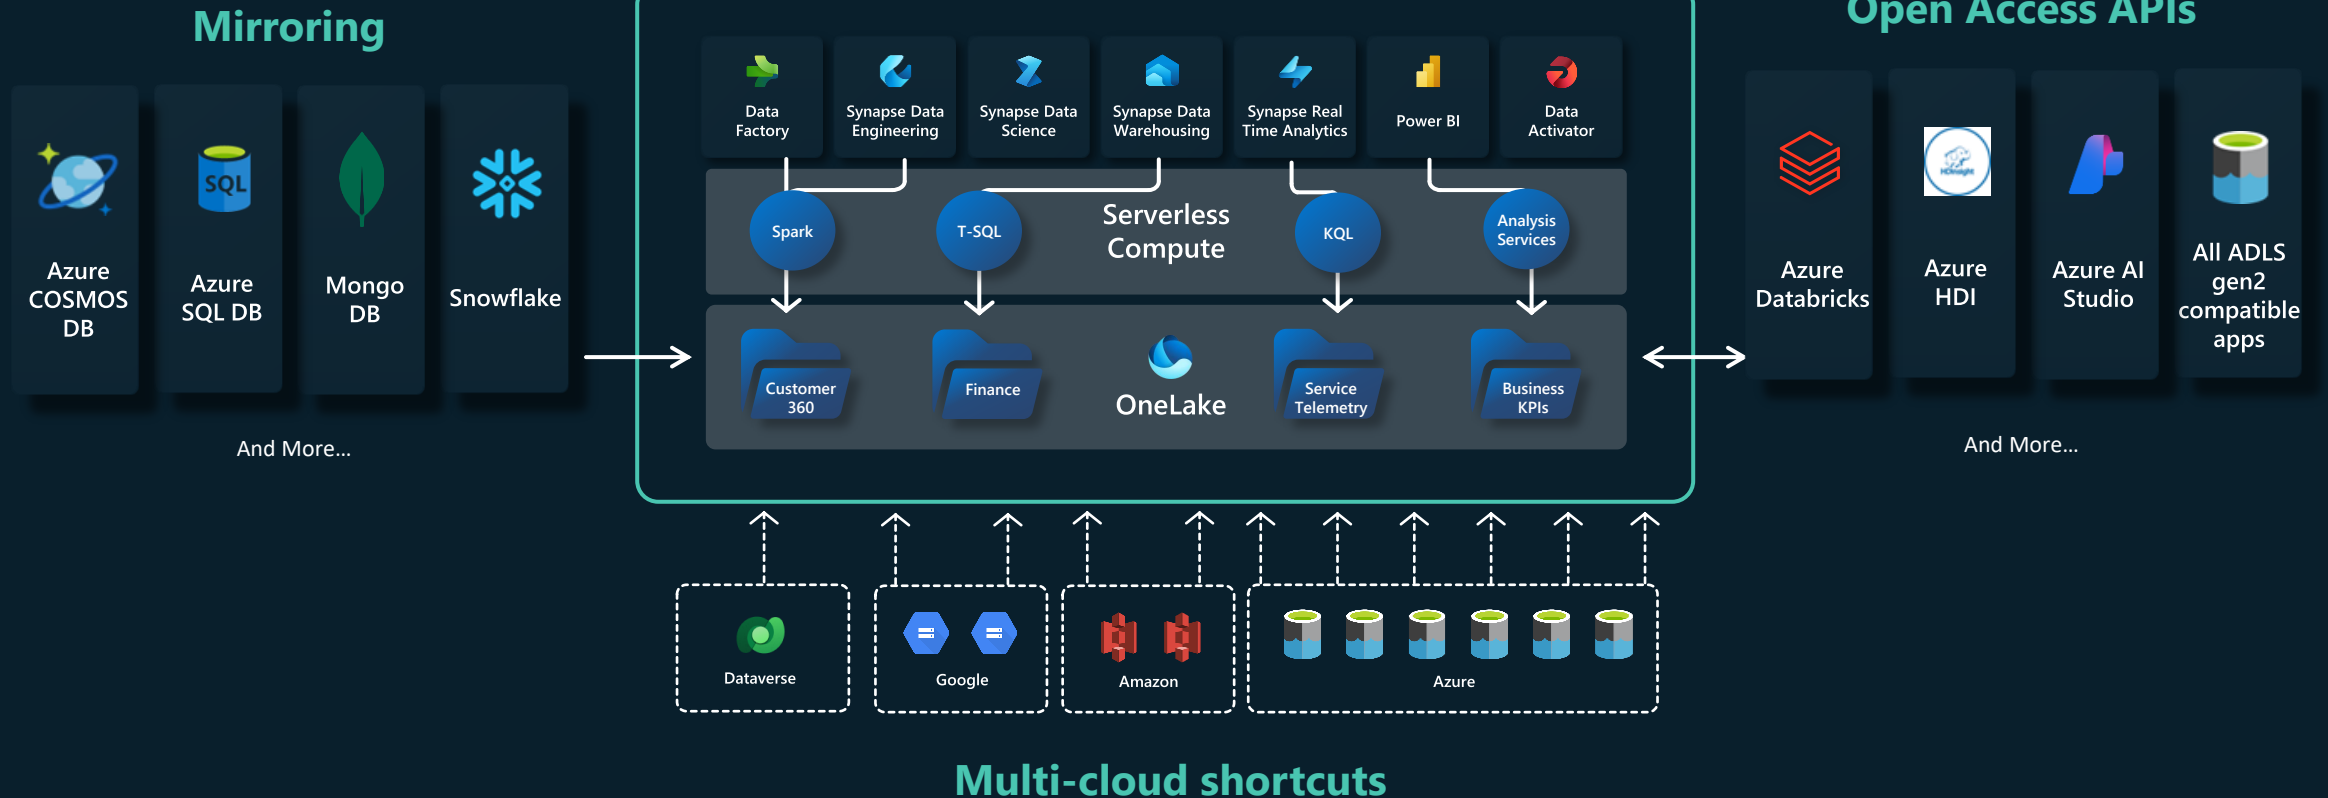 Mirroring
Azure
COSMOS
DB
SQL
Azure
SQL DB
Mongo
DB
Snowflake
And More...
Data
Factory
Synapse Data
Engineering
Synapse Data
Science
Synapse Data
Warehousing
Synapse Real
Time Analytics
Power BI
Data
Activator
Spark
T-SQL
Serverless
Compute
KQL
Analysis
Services
Customer
360
Finance
OneLake
Service
Telemetry
Business
KPIs
Open Access APIs
Azure
Databricks
HDInsight
Azure
HDI
Azure AI
Studio
All ADLS
gen2
compatible
apps
And More...
Dataverse
Google
Amazon
Azure
Multi-cloud shortcuts